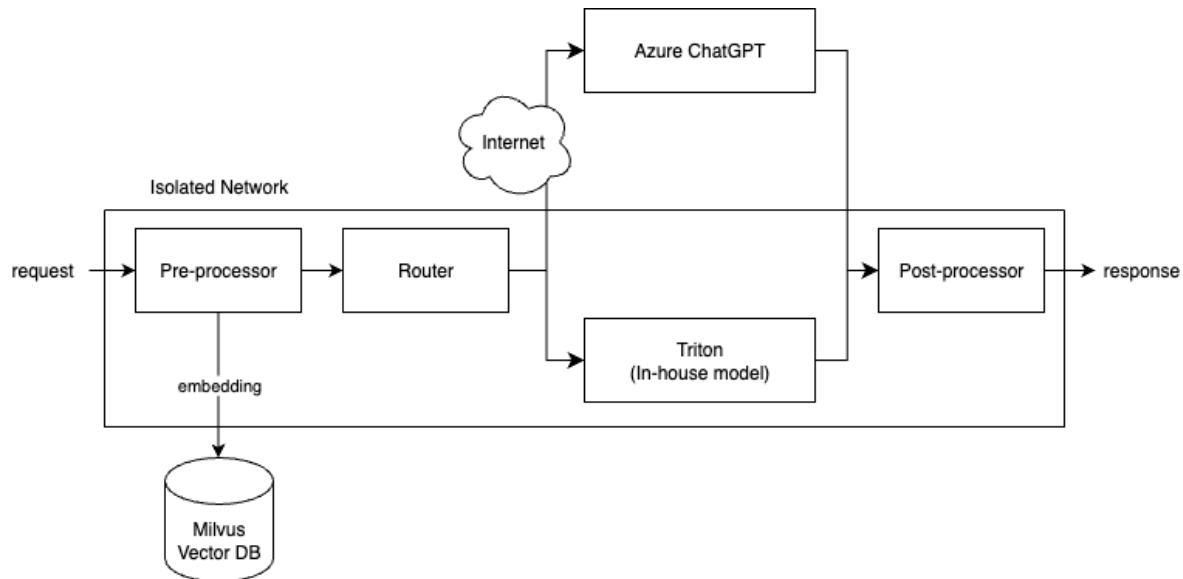 Azure ChatGPT
Internet
Isolated Network
request
Pre-processor
Router
Post-processor
response
Triton
(In-house model)
embedding
Milvus
Vector DB